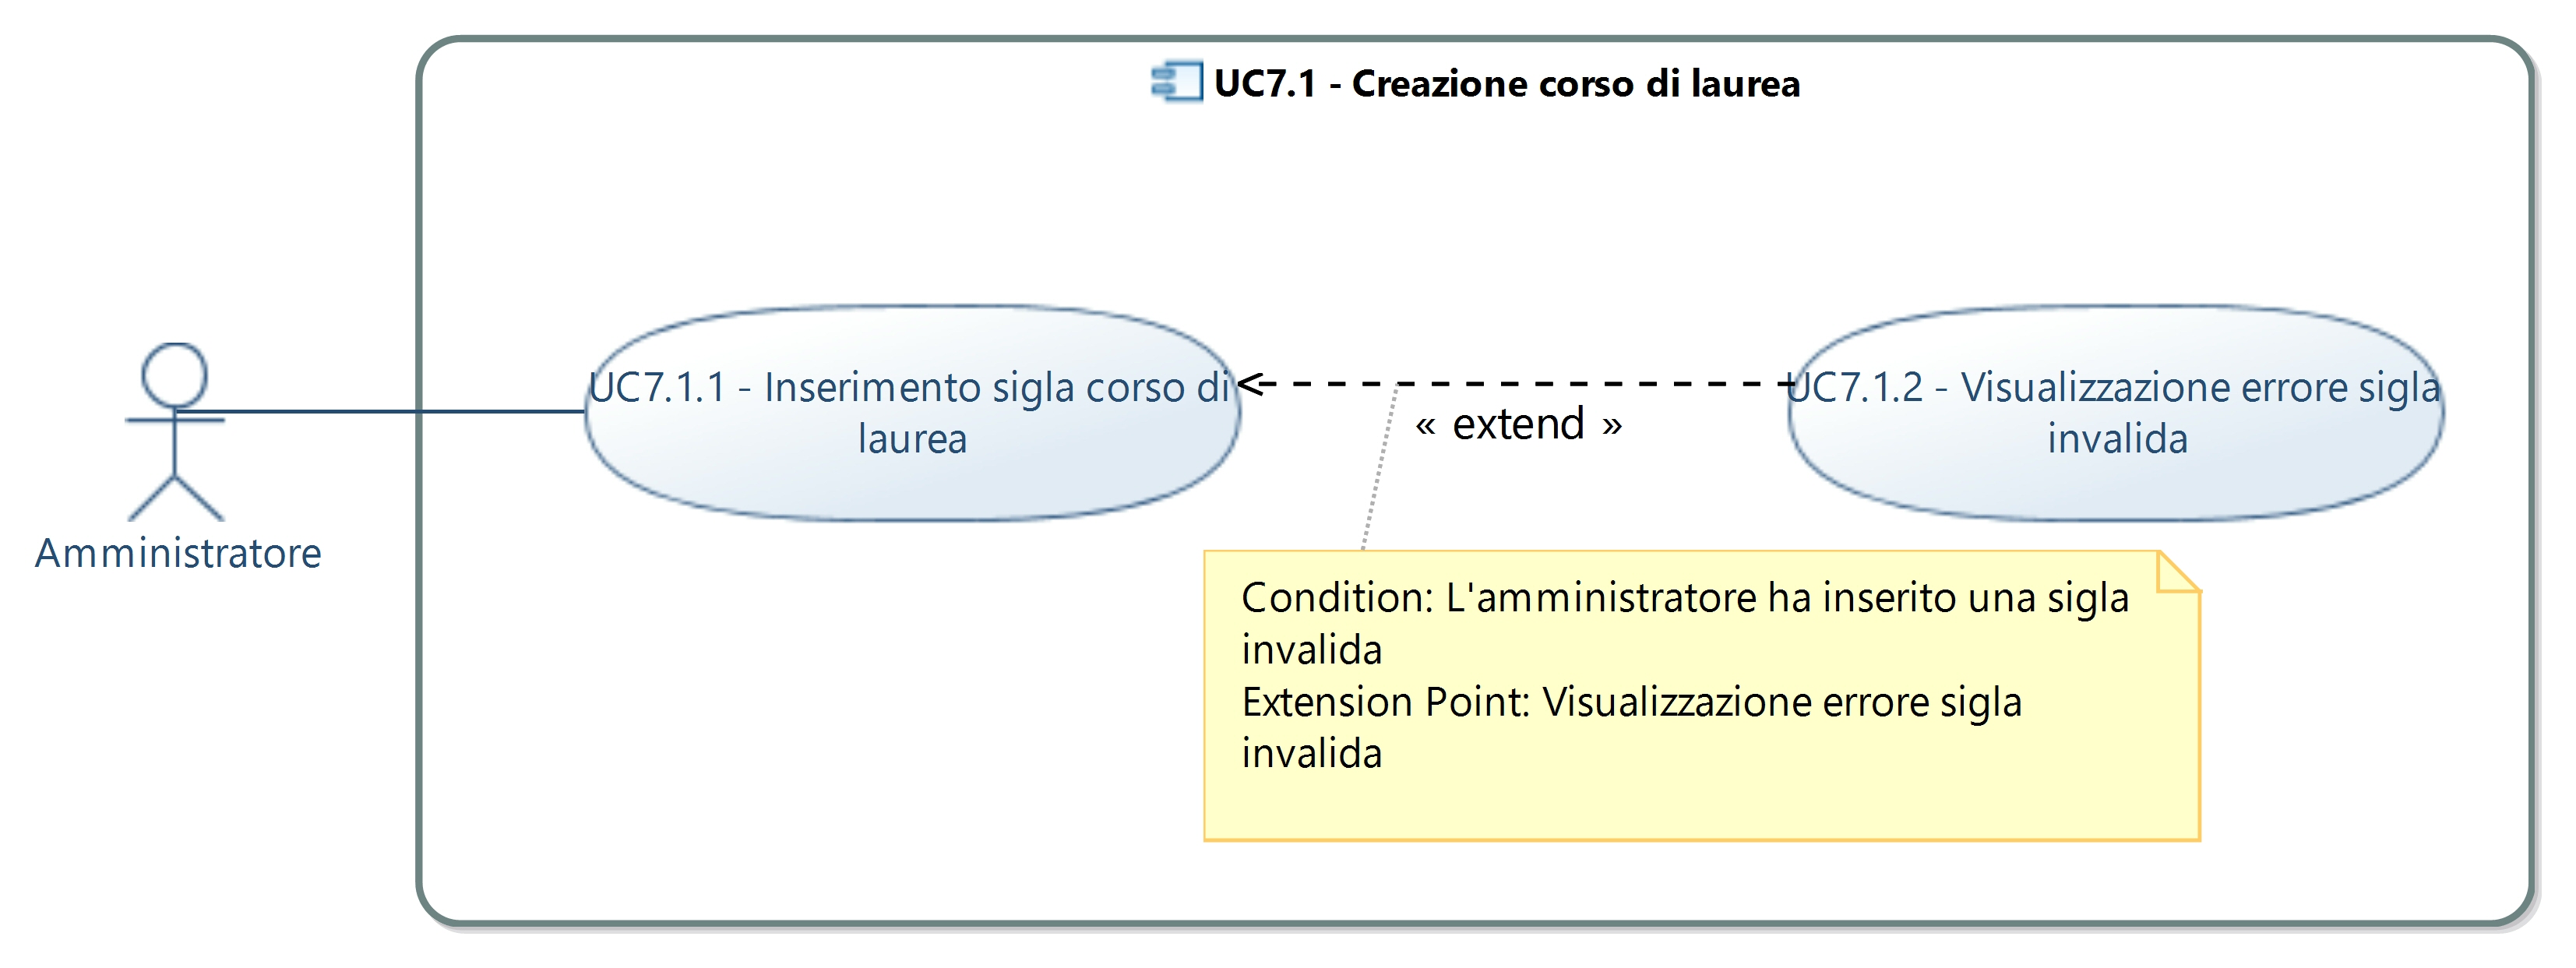 UC7.1 - Creazione corso di laurea
UC7.1.1 - Inserimento sigla corso di
laurea
« extend »
UC7.1.2 - Visualizzazione errore sigla
invalida
Amministratore
Condition: L'amministratore ha inserito una sigla
invalida
Extension Point: Visualizzazione errore sigla
invalida